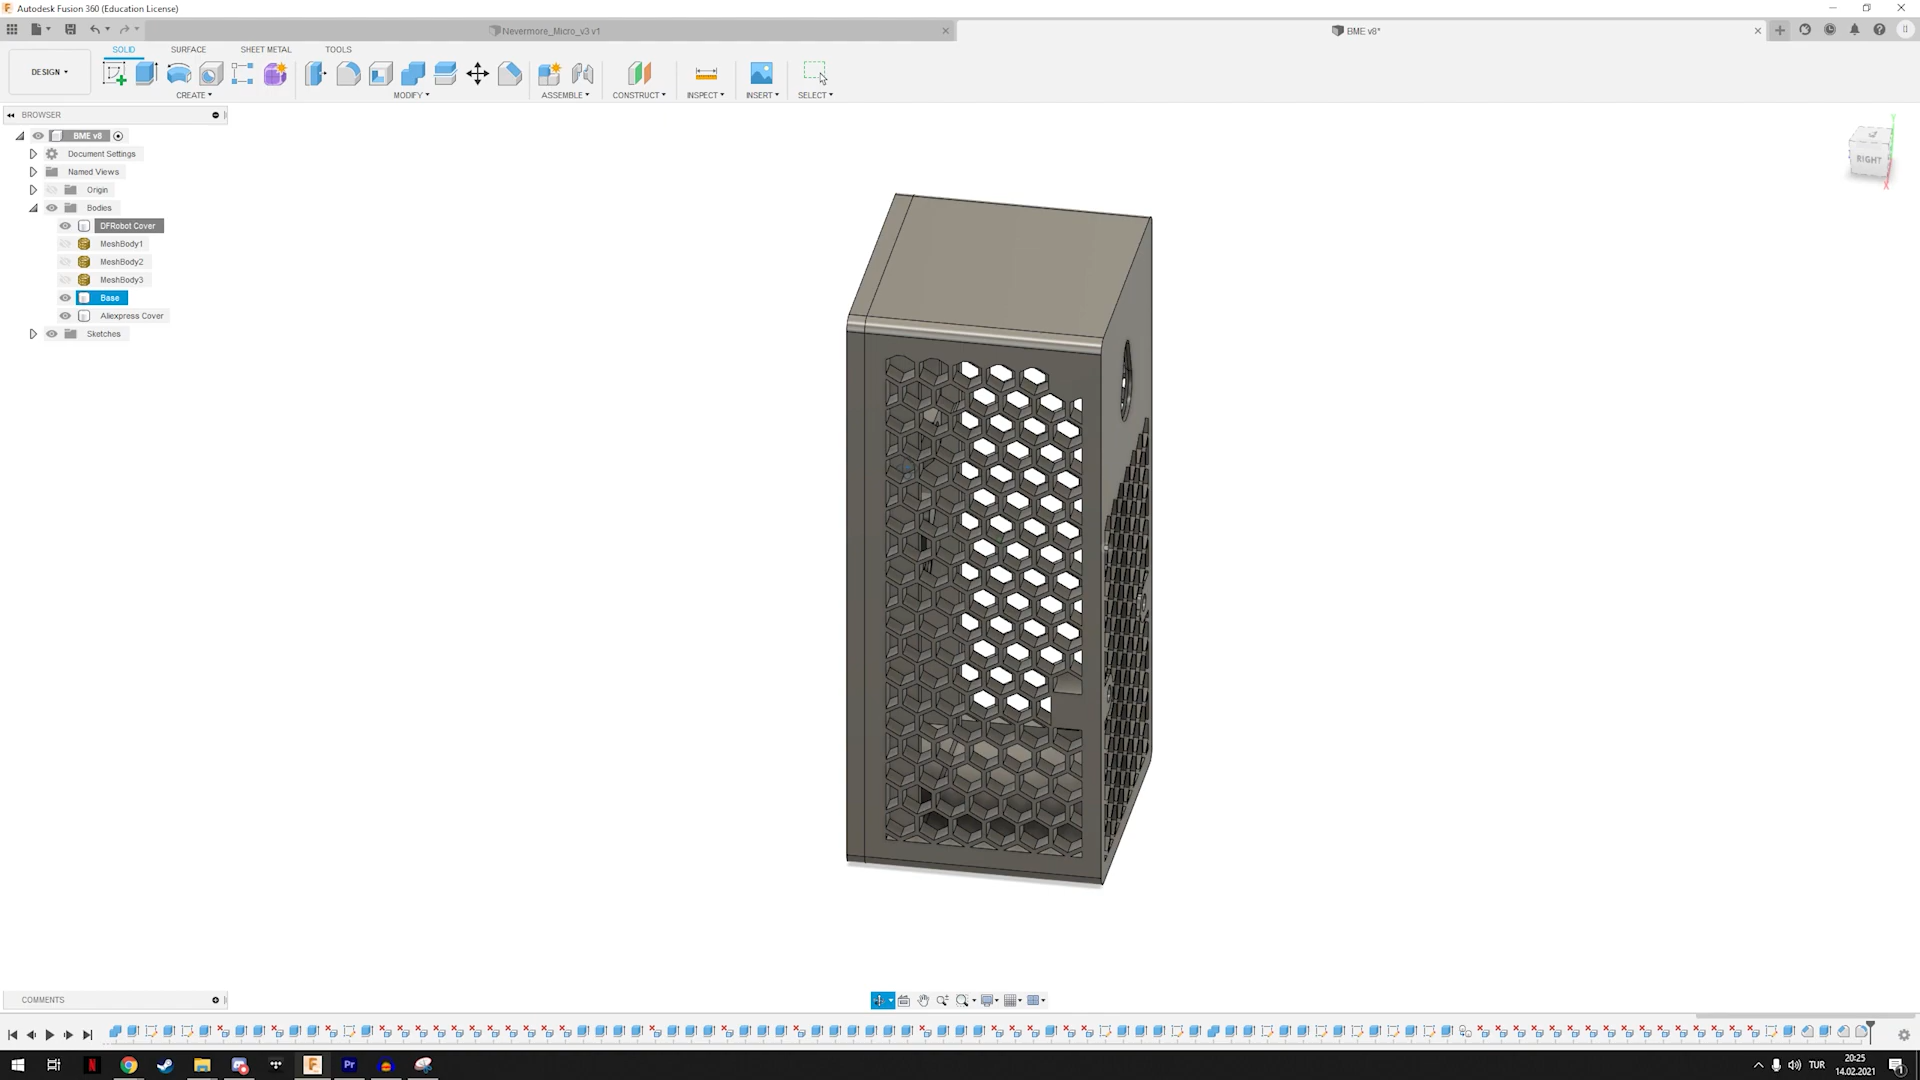 Autodesk Fusion 360 (Education License)
Nevermore_Micro_v3 v1
BME v8*
SOLID
SURFACE
SHEET METAL
TOOLS
DESIGN
CREATE
MODIFY
ASSEMBLE
CONSTRUCT
INSPECT
INSERT
SELECT
BROWSER
BME v8
Document Settings
Named Views
Origin
Bodies
DFRobot Cover
MeshBody1
MeshBody2
MeshBody3
Base
Aliexpress Cover
Sketches
RIGHT
COMMENTS
TUR
20:25
14.02.2021